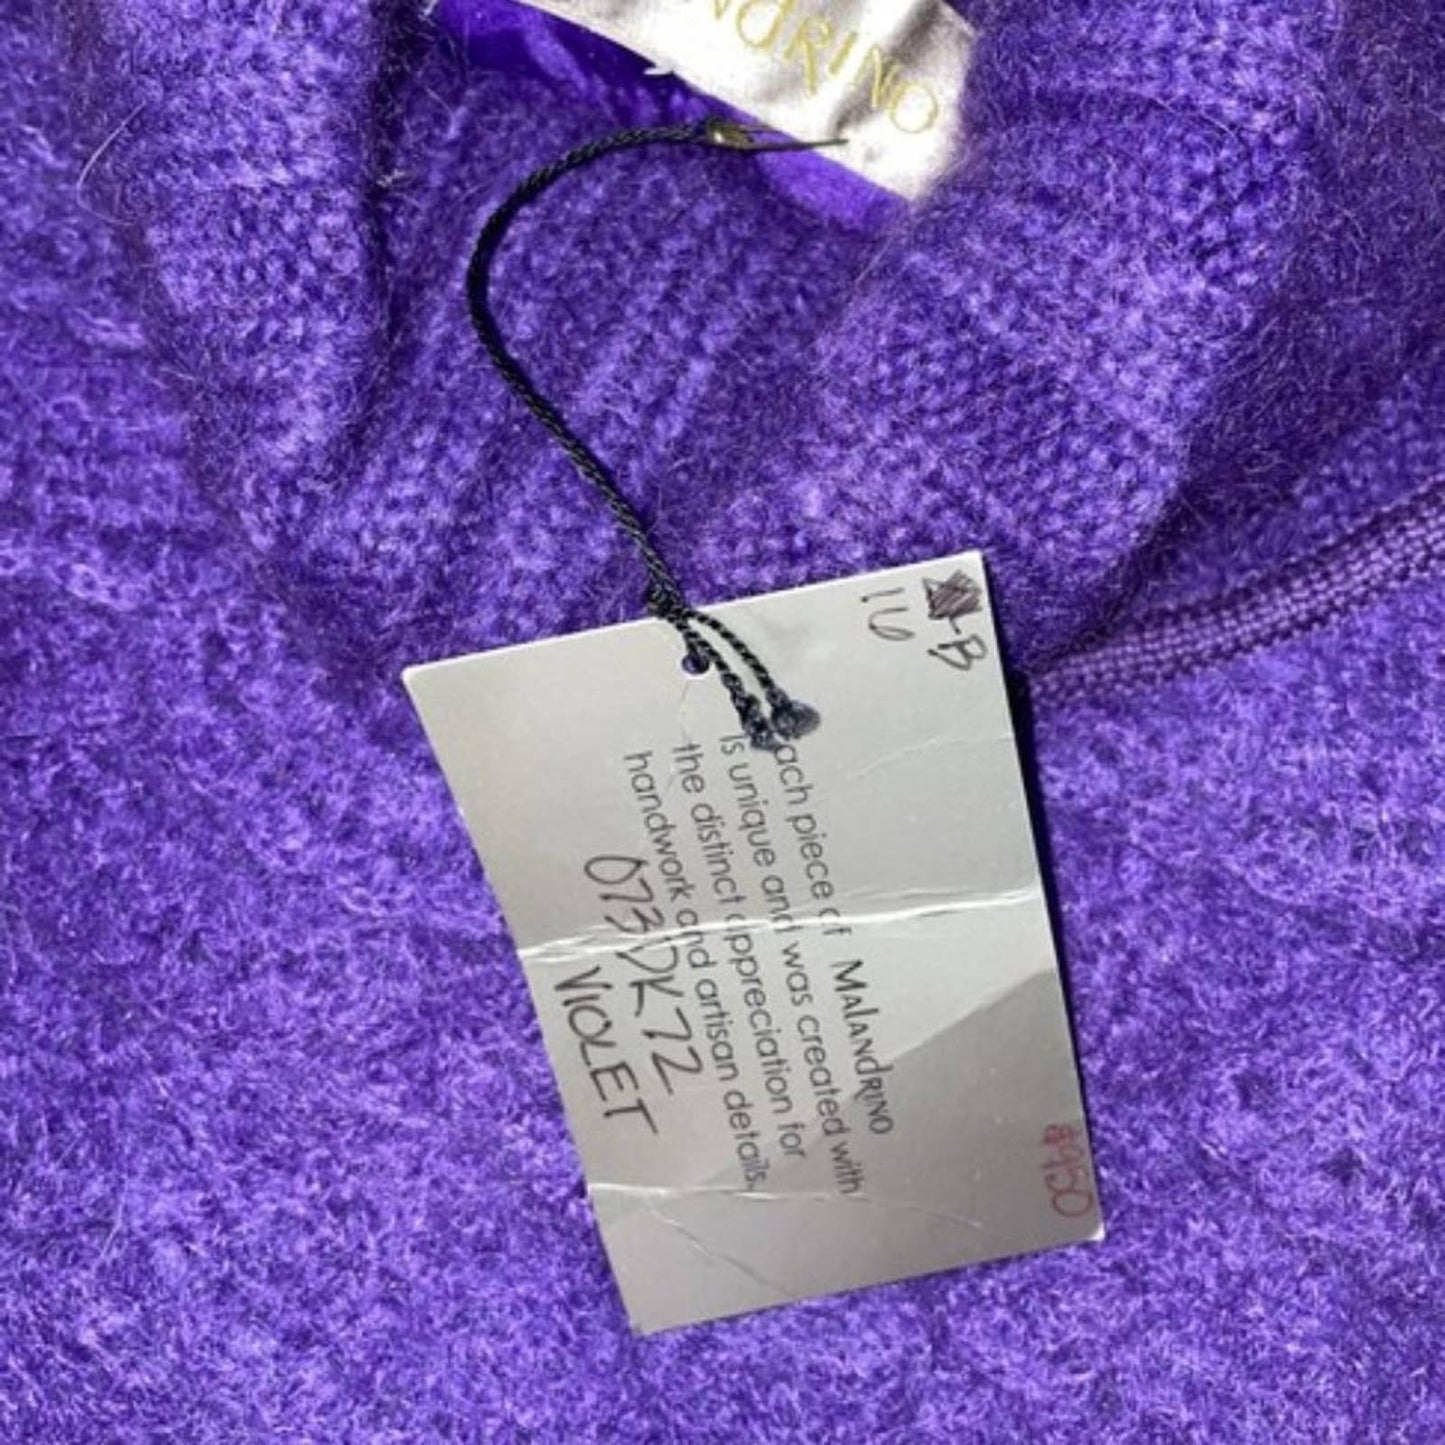 NdRINO
16
-B
ach piece of MalaNdRINO
is unique and was created with
the distinct appreciation for
handwork and artisan details.
073DK72
VIOLET
$950